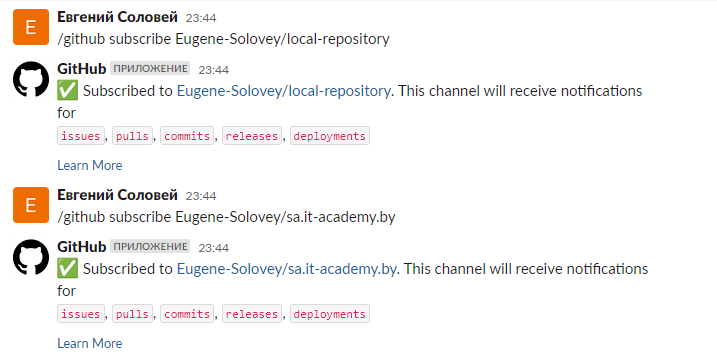 E
Евгений Соловей 23:44
/github subscribe Eugene-Solovey/local-repository
GitHub ПРИЛОЖЕНИЕ 23:44
✅ Subscribed to Eugene-Solovey/local-repository. This channel will receive notifications
for
issues, pulls, commits, releases, deployments
Learn More
E
Евгений Соловей 23:44
/github subscribe Eugene-Solovey/sa.it-academy.by
GitHub ПРИЛОЖЕНИЕ 23:44
✅ Subscribed to Eugene-Solovey/sa.it-academy.by. This channel will receive notifications
for
issues, pulls, commits, releases, deployments
Learn More